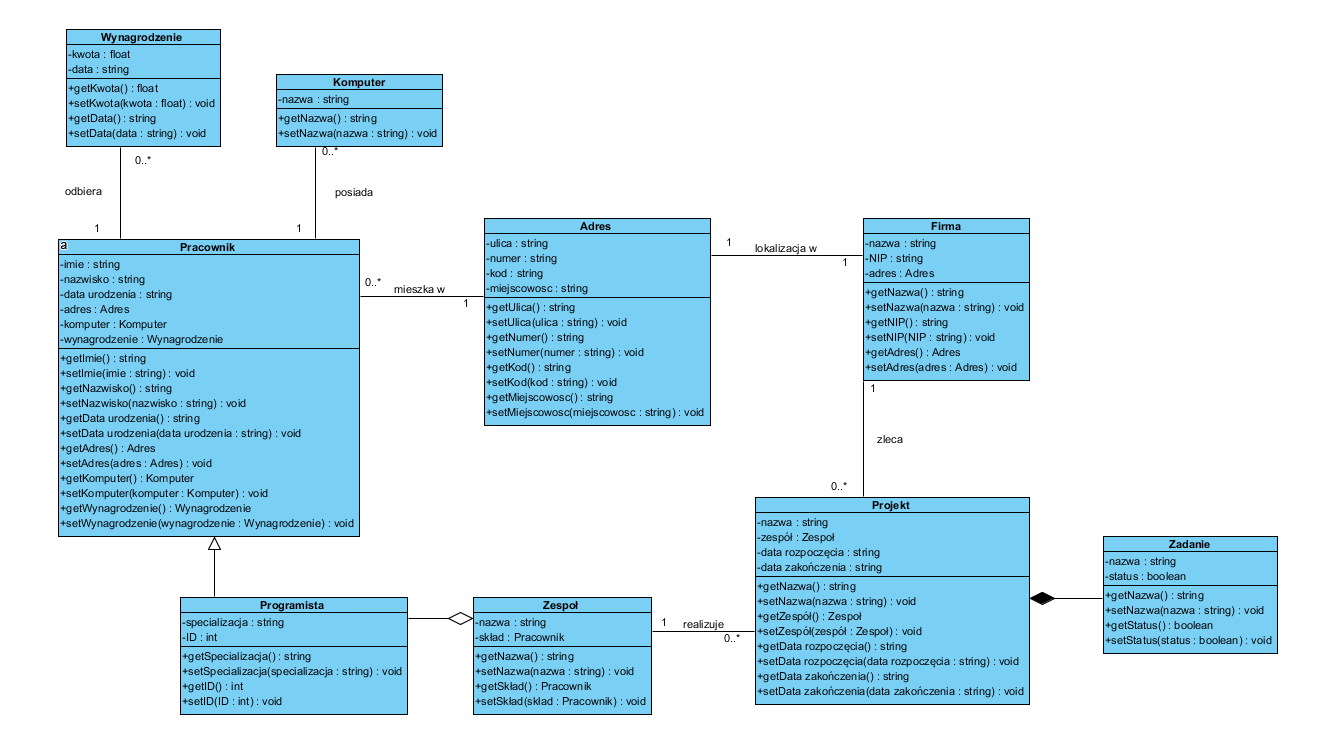 Wynagrodzenie
-kwota : float
-data : string
+getKwota() : float
+setKwota(kwota : float) : void
+getData() : string
+setData(data : string) : void
Komputer
-nazwa : string
+getNazwa() : string
+setNazwa(nazwa : string) : void
0..*
odbiera
1
0..*
posiada
1
a
Pracownik
-imie : string
-nazwisko : string
-data urodzenia : string
-adres : Adres
-komputer : Komputer
-wynagrodzenie : Wynagrodzenie
+getImie() : string
+setImie(imie : string) : void
+getNazwisko() : string
+setNazwisko(nazwisko : string) : void
+getData urodzenia() : string
+setData urodzenia(data urodzenia : string) : void
+getAdres() : Adres
+setAdres(adres : Adres) : void
+getKomputer() : Komputer
+setKomputer(komputer : Komputer) : void
+getWynagrodzenie() : Wynagrodzenie
+setWynagrodzenie(wynagrodzenie : Wynagrodzenie) : void
0..*
mieszka w
1
Adres
-ulica : string
-numer : string
-kod : string
-miejscowosc : string
+getUlica() : string
+setUlica(ulica : string) : void
+getNumer() : string
+setNumer(numer : string) : void
+getKod() : string
+setKod(kod : string) : void
+getMiejscowosc() : string
+setMiejscowosc(miejscowosc : string) : void
1
lokalizacja w
1
Firma
-nazwa : string
-NIP : string
-adres : Adres
+getNazwa() : string
+setNazwa(nazwa : string) : void
+getNIP() : string
+setNIP(NIP : string) : void
+getAdres() : Adres
+setAdres(adres : Adres) : void
1
zleca
0..*
Programista
-specializacja : string
-ID : int
+getSpecializacja() : string
+setSpecializacja(specializacja : string) : void
+getID() : int
+setID(ID : int) : void
Zespoł
-nazwa : string
-skład : Pracownik
+getNazwa() : string
+setNazwa(nazwa : string) : void
+getSkład() : Pracownik
+setSkład(skład : Pracownik) : void
1
realizuje
0..*
Projekt
-nazwa : string
-zespół : Zespoł
-data rozpoczęcia : string
-data zakończenia : string
+getNazwa() : string
+setNazwa(nazwa : string) : void
+getZespół() : Zespoł
+setZespół(zespół : Zespoł) : void
+getData rozpoczęcia() : string
+setData rozpoczęcia(data rozpoczęcia : string) : void
+getData zakończenia() : string
+setData zakończenia(data zakończenia : string) : void
Zadanie
-nazwa : string
-status : boolean
+getNazwa() : string
+setNazwa(nazwa : string) : void
+getStatus() : boolean
+setStatus(status : boolean) : void